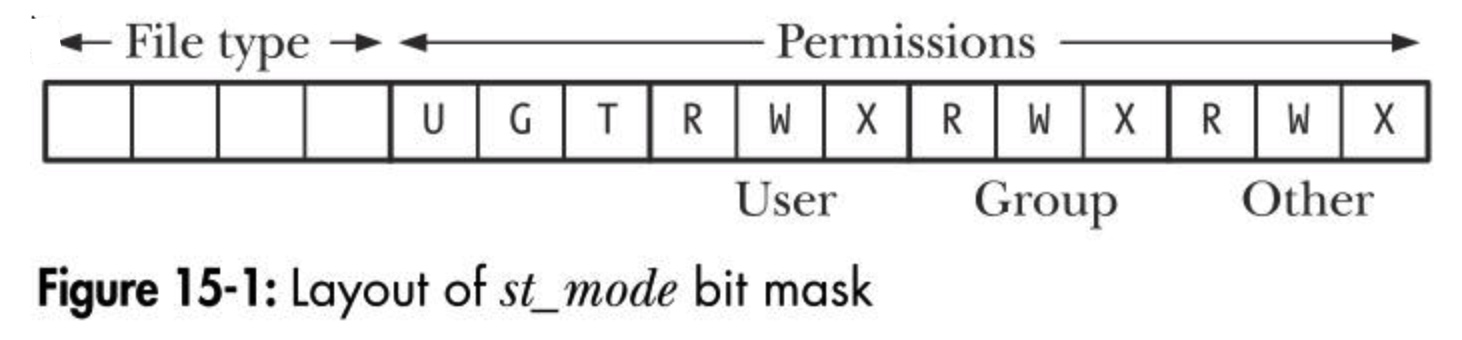 File type Permissions
U G T R W X R W X R W X
User Group Other
Figure 15-1: Layout of st_mode bit mask